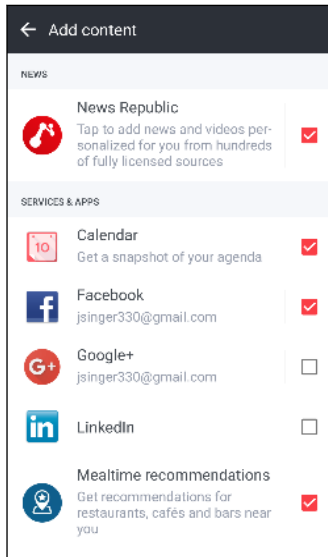 Add content
NEWS
News Republic
Tap to add news and videos per-
sonalized for you from hundreds
of fully licensed sources
SERVICES & APPS
10
Calendar
Get a snapshot of your agenda
f
Facebook
jsinger330@gmail.com
G+
Google+
jsinger330@gmail.com
in
LinkedIn
Mealtime recommendations
Get recommendations for
restaurants, cafés and bars near
you